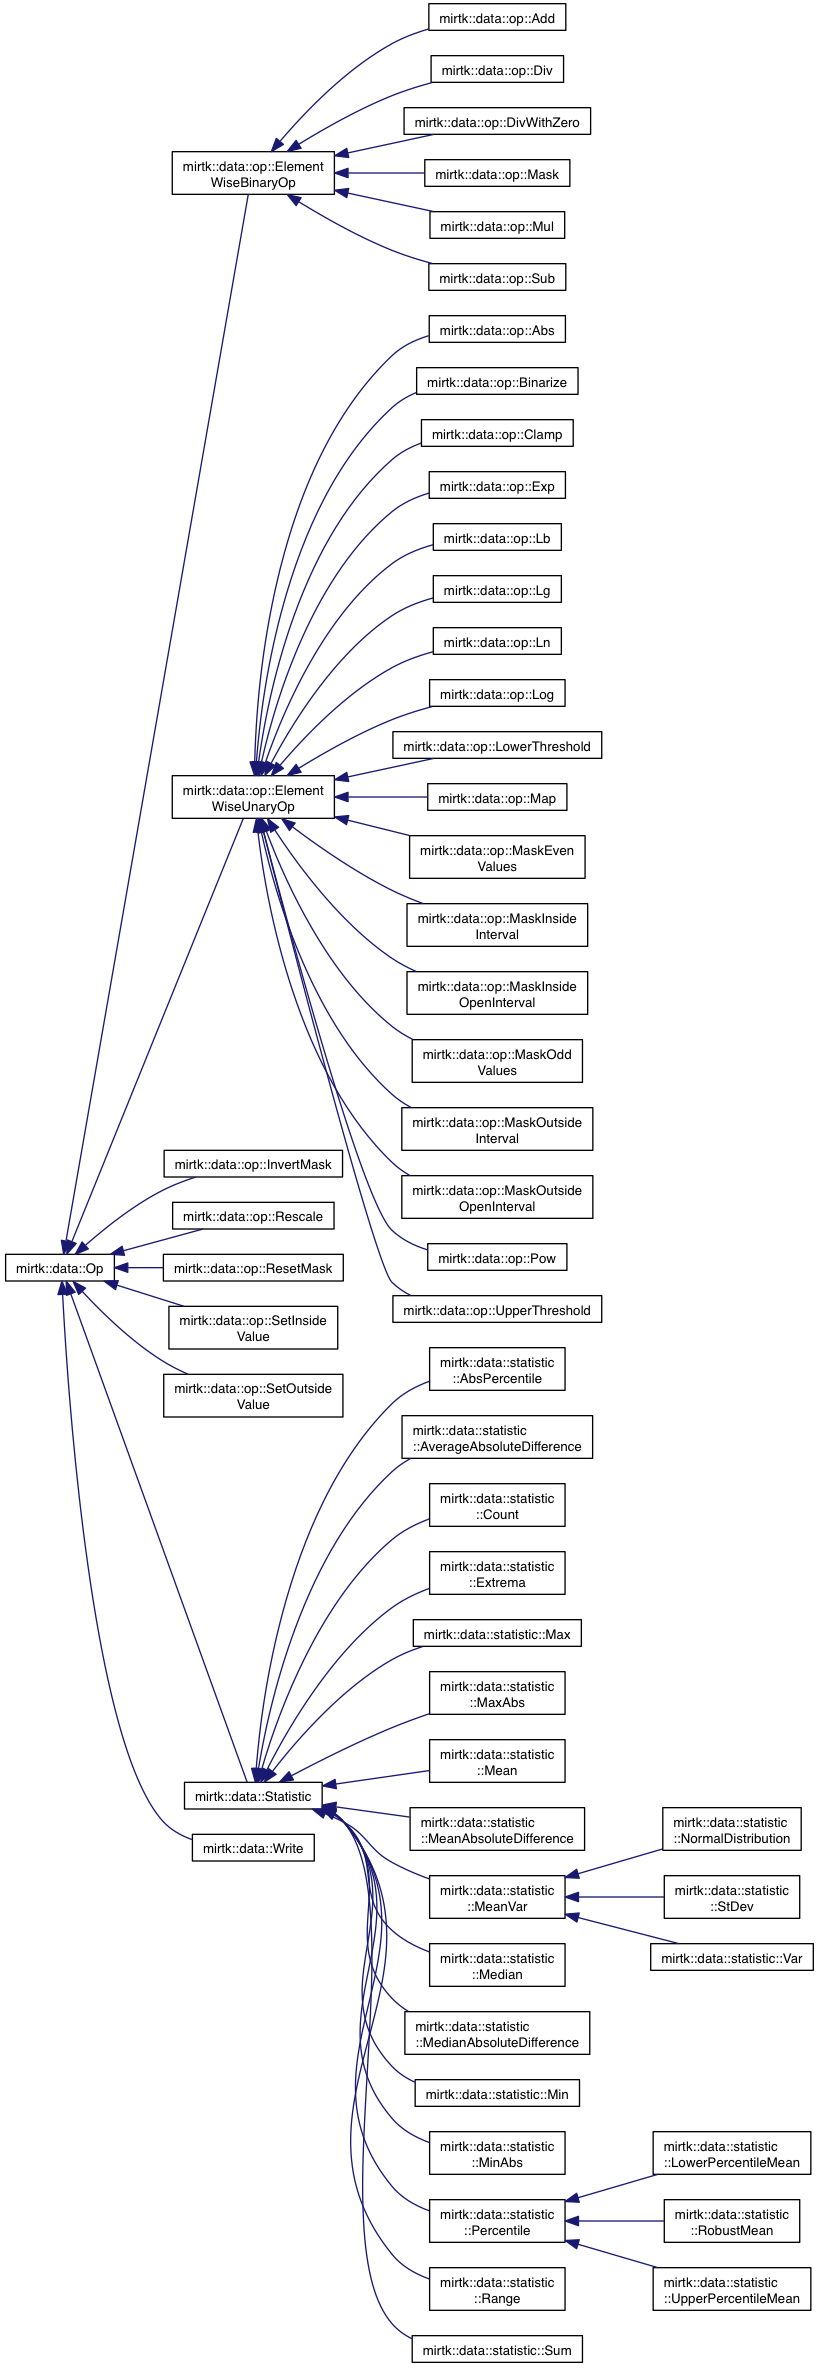 mirtk::data::op::Add
mirtk::data::op::Div
mirtk::data::op::DivWithZero
mirtk::data::op::Element
WiseBinaryOp
mirtk::data::op::Mask
mirtk::data::op::Mul
mirtk::data::op::Sub
mirtk::data::op::Abs
mirtk::data::op::Binarize
mirtk::data::op::Clamp
mirtk::data::op::Exp
mirtk::data::op::Lb
mirtk::data::op::Lg
mirtk::data::op::Ln
mirtk::data::op::Log
mirtk::data::op::LowerThreshold
mirtk::data::op::Element
WiseUnaryOp
mirtk::data::op::Map
mirtk::data::op::MaskEven
Values
mirtk::data::op::MaskInside
Interval
mirtk::data::op::MaskInside
OpenInterval
mirtk::data::op::MaskOdd
Values
mirtk::data::op::MaskOutside
Interval
mirtk::data::op::MaskOutside
OpenInterval
mirtk::data::op::Pow
mirtk::data::op::UpperThreshold
mirtk::data::op::InvertMask
mirtk::data::op::Rescale
mirtk::data::Op
mirtk::data::op::ResetMask
mirtk::data::op::SetInside
Value
mirtk::data::op::SetOutside
Value
mirtk::data::statistic
::AbsPercentile
mirtk::data::statistic
::AverageAbsoluteDifference
mirtk::data::statistic
::Count
mirtk::data::statistic
::Extrema
mirtk::data::statistic::Max
mirtk::data::statistic
::MaxAbs
mirtk::data::statistic
::Mean
mirtk::data::Statistic
mirtk::data::Write
mirtk::data::statistic
::MeanAbsoluteDifference
mirtk::data::statistic
::NormalDistribution
mirtk::data::statistic
::MeanVar
mirtk::data::statistic
::StDev
mirtk::data::statistic::Var
mirtk::data::statistic
::Median
mirtk::data::statistic
::MedianAbsoluteDifference
mirtk::data::statistic::Min
mirtk::data::statistic
::MinAbs
mirtk::data::statistic
::LowerPercentileMean
mirtk::data::statistic
::Percentile
mirtk::data::statistic
::RobustMean
mirtk::data::statistic
::Range
mirtk::data::statistic
::UpperPercentileMean
mirtk::data::statistic::Sum